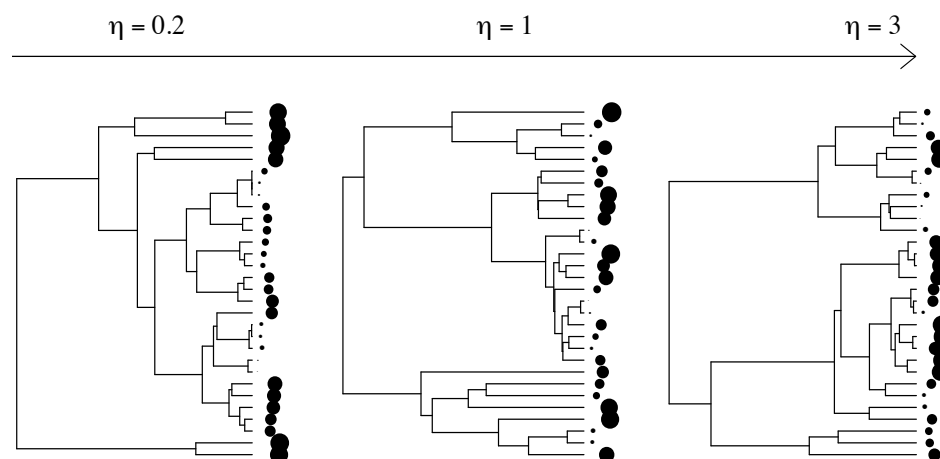 η = 0.2
η = 1
η = 3